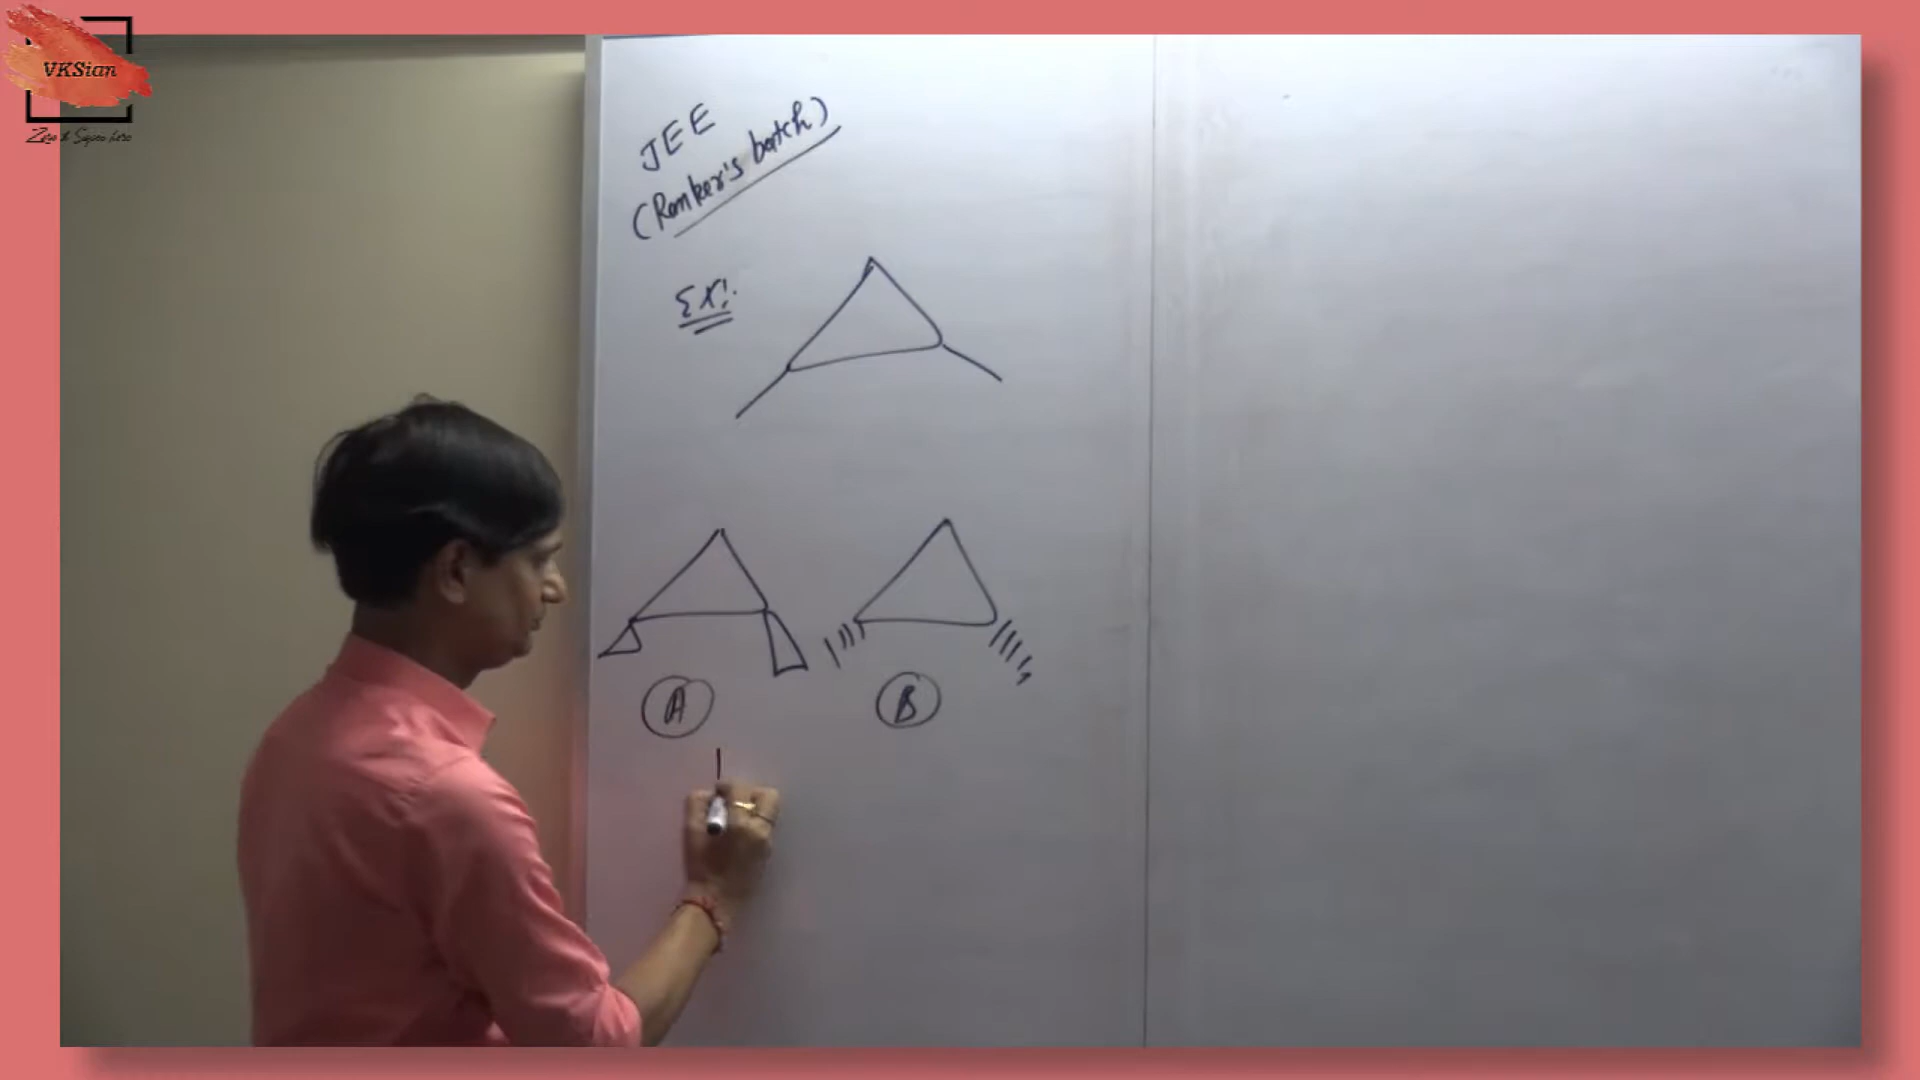 VKSian
JEE
(Ranker's batch)
Ex:
A
B